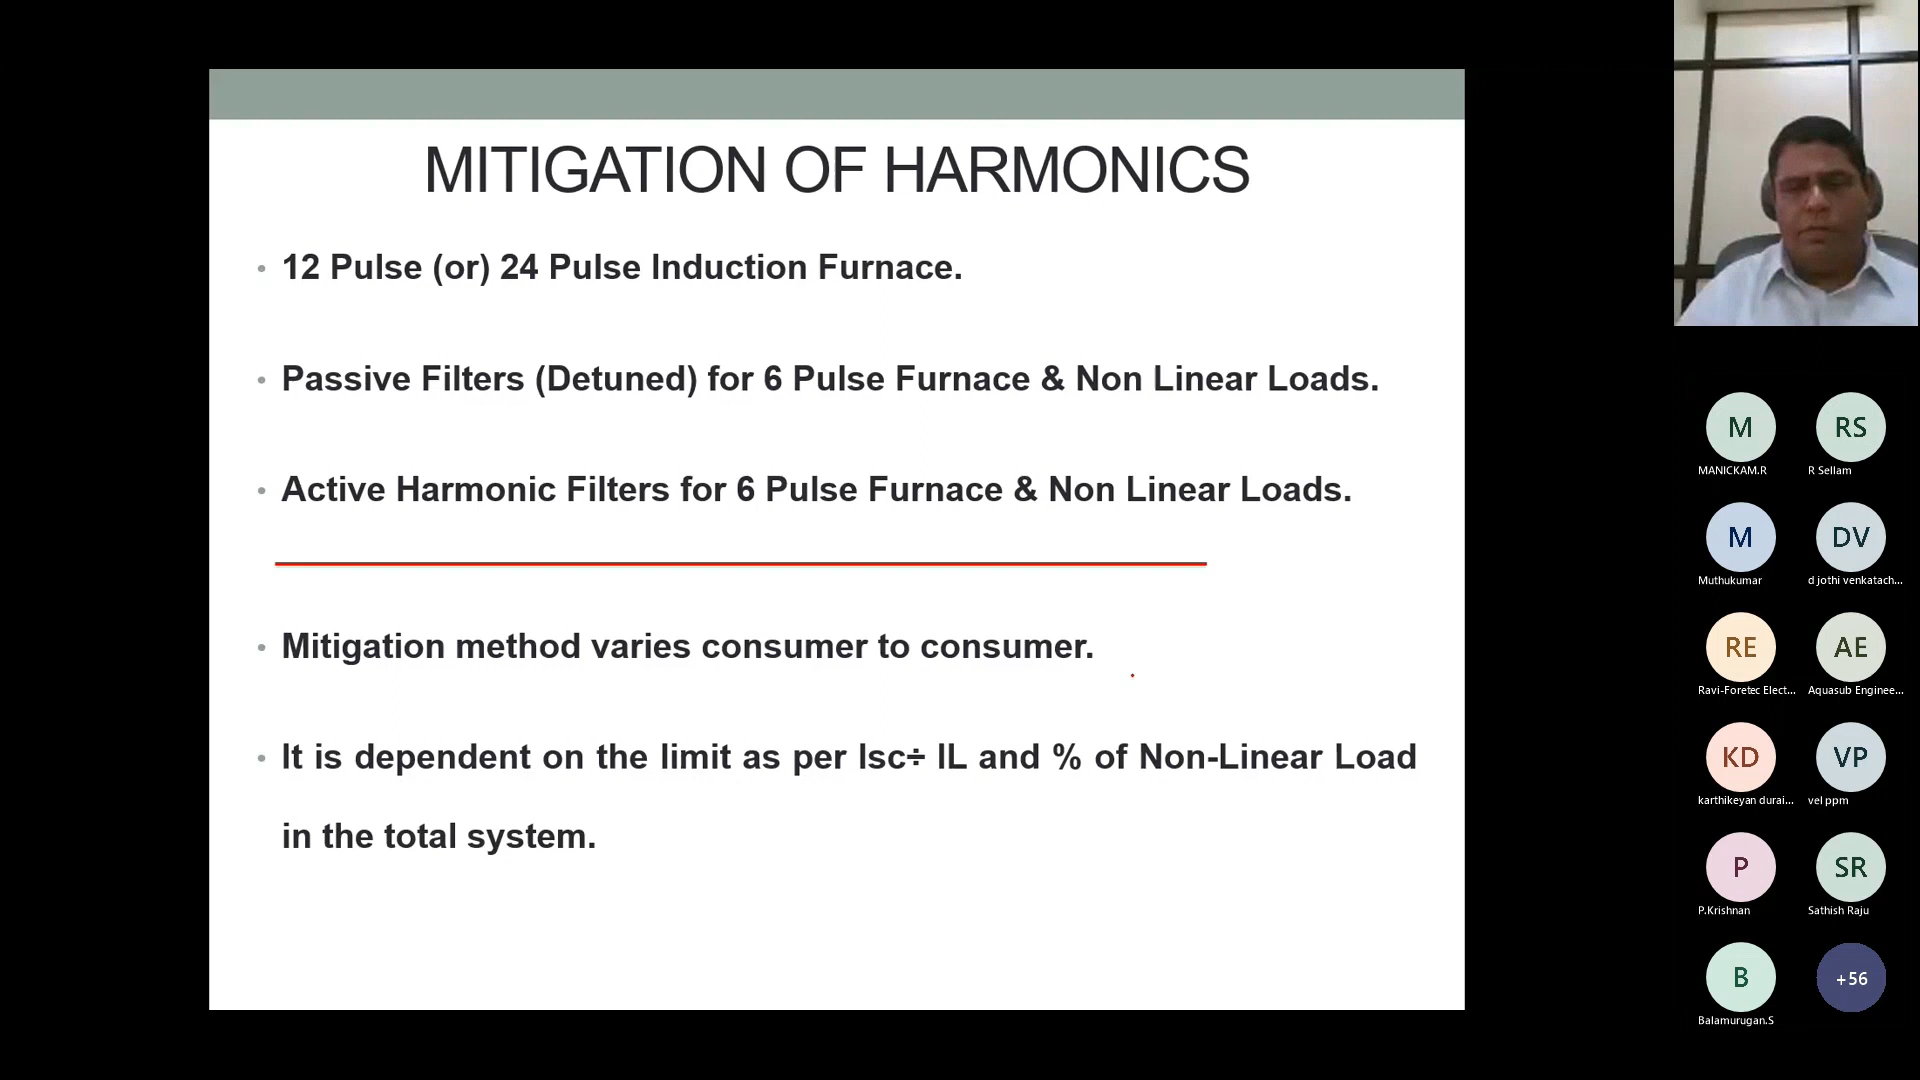 MITIGATION OF HARMONICS
• 12 Pulse (or) 24 Pulse Induction Furnace.
• Passive Filters (Detuned) for 6 Pulse Furnace & Non Linear Loads.
• Active Harmonic Filters for 6 Pulse Furnace & Non Linear Loads.
• Mitigation method varies consumer to consumer.
• It is dependent on the limit as per Isc÷ IL and % of Non-Linear Load
in the total system.
M
MANICKAM.R
RS
R Sellam
M
Muthukumar
DV
d jothi venkatach...
RE
Ravi-Foretec Elect...
AE
Aquasub Enginee...
KD
karthikeyan durai...
VP
vel ppm
P
P.Krishnan
SR
Sathish Raju
B
Balamurugan.S
+56